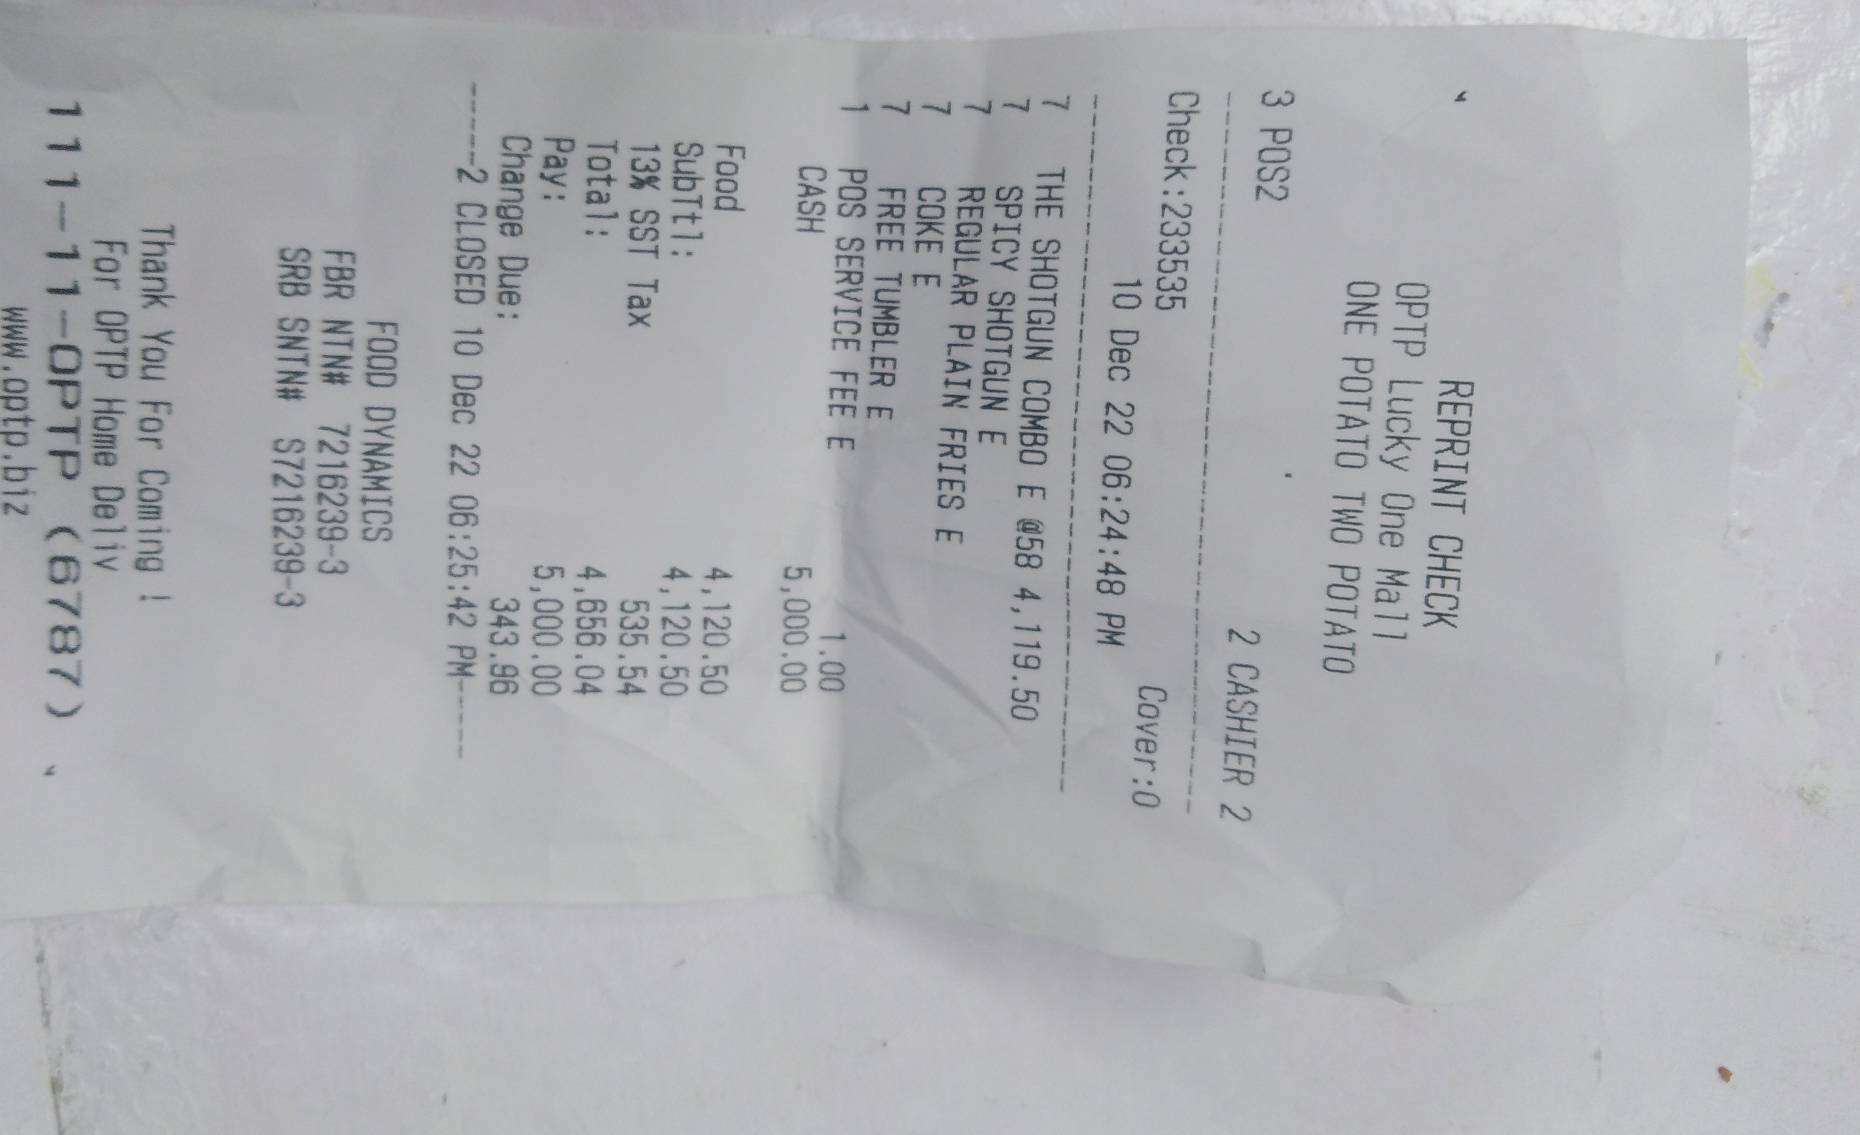 REPRINT CHECK
OPTP Lucky One Mall
ONE POTATO TWO POTATO
3 POS2 2 CASHIER 2
Check:233535 Cover:0
10 Dec 22 06:24:48 PM
7 THE SHOTGUN COMBO E @58 4,119.50
7 SPICY SHOTGUN E
7 REGULAR PLAIN FRIES E
7 COKE E
7 FREE TUMBLER E
1 POS SERVICE FEE E 1.00
CASH 5,000.00
Food 4,120.50
SubTtl: 4,120.50
13% SST Tax 535.54
Total: 4,656.04
Pay: 5,000.00
Change Due: 343.96
-----2 CLOSED 10 Dec 22 06:25:42 PM-----
FOOD DYNAMICS
FBR NTN# 7216239-3
SRB SNTN# S7216239-3
Thank You For Coming !
For OPTP Home Deliv
111-11-OPTP (6787)
www.optp.biz